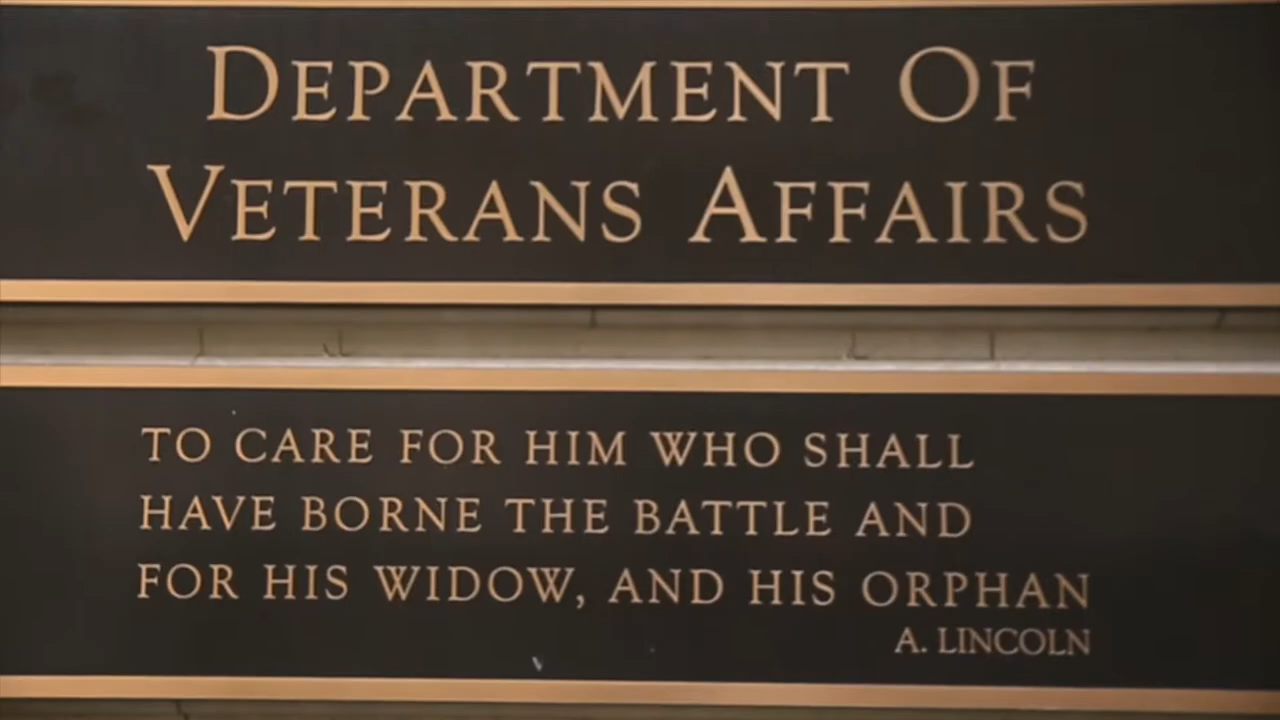 DEPARTMENT OF
VETERANS AFFAIRS
TO CARE FOR HIM WHO SHALL
HAVE BORNE THE BATTLE AND
FOR HIS WIDOW, AND HIS ORPHAN
A. LINCOLN